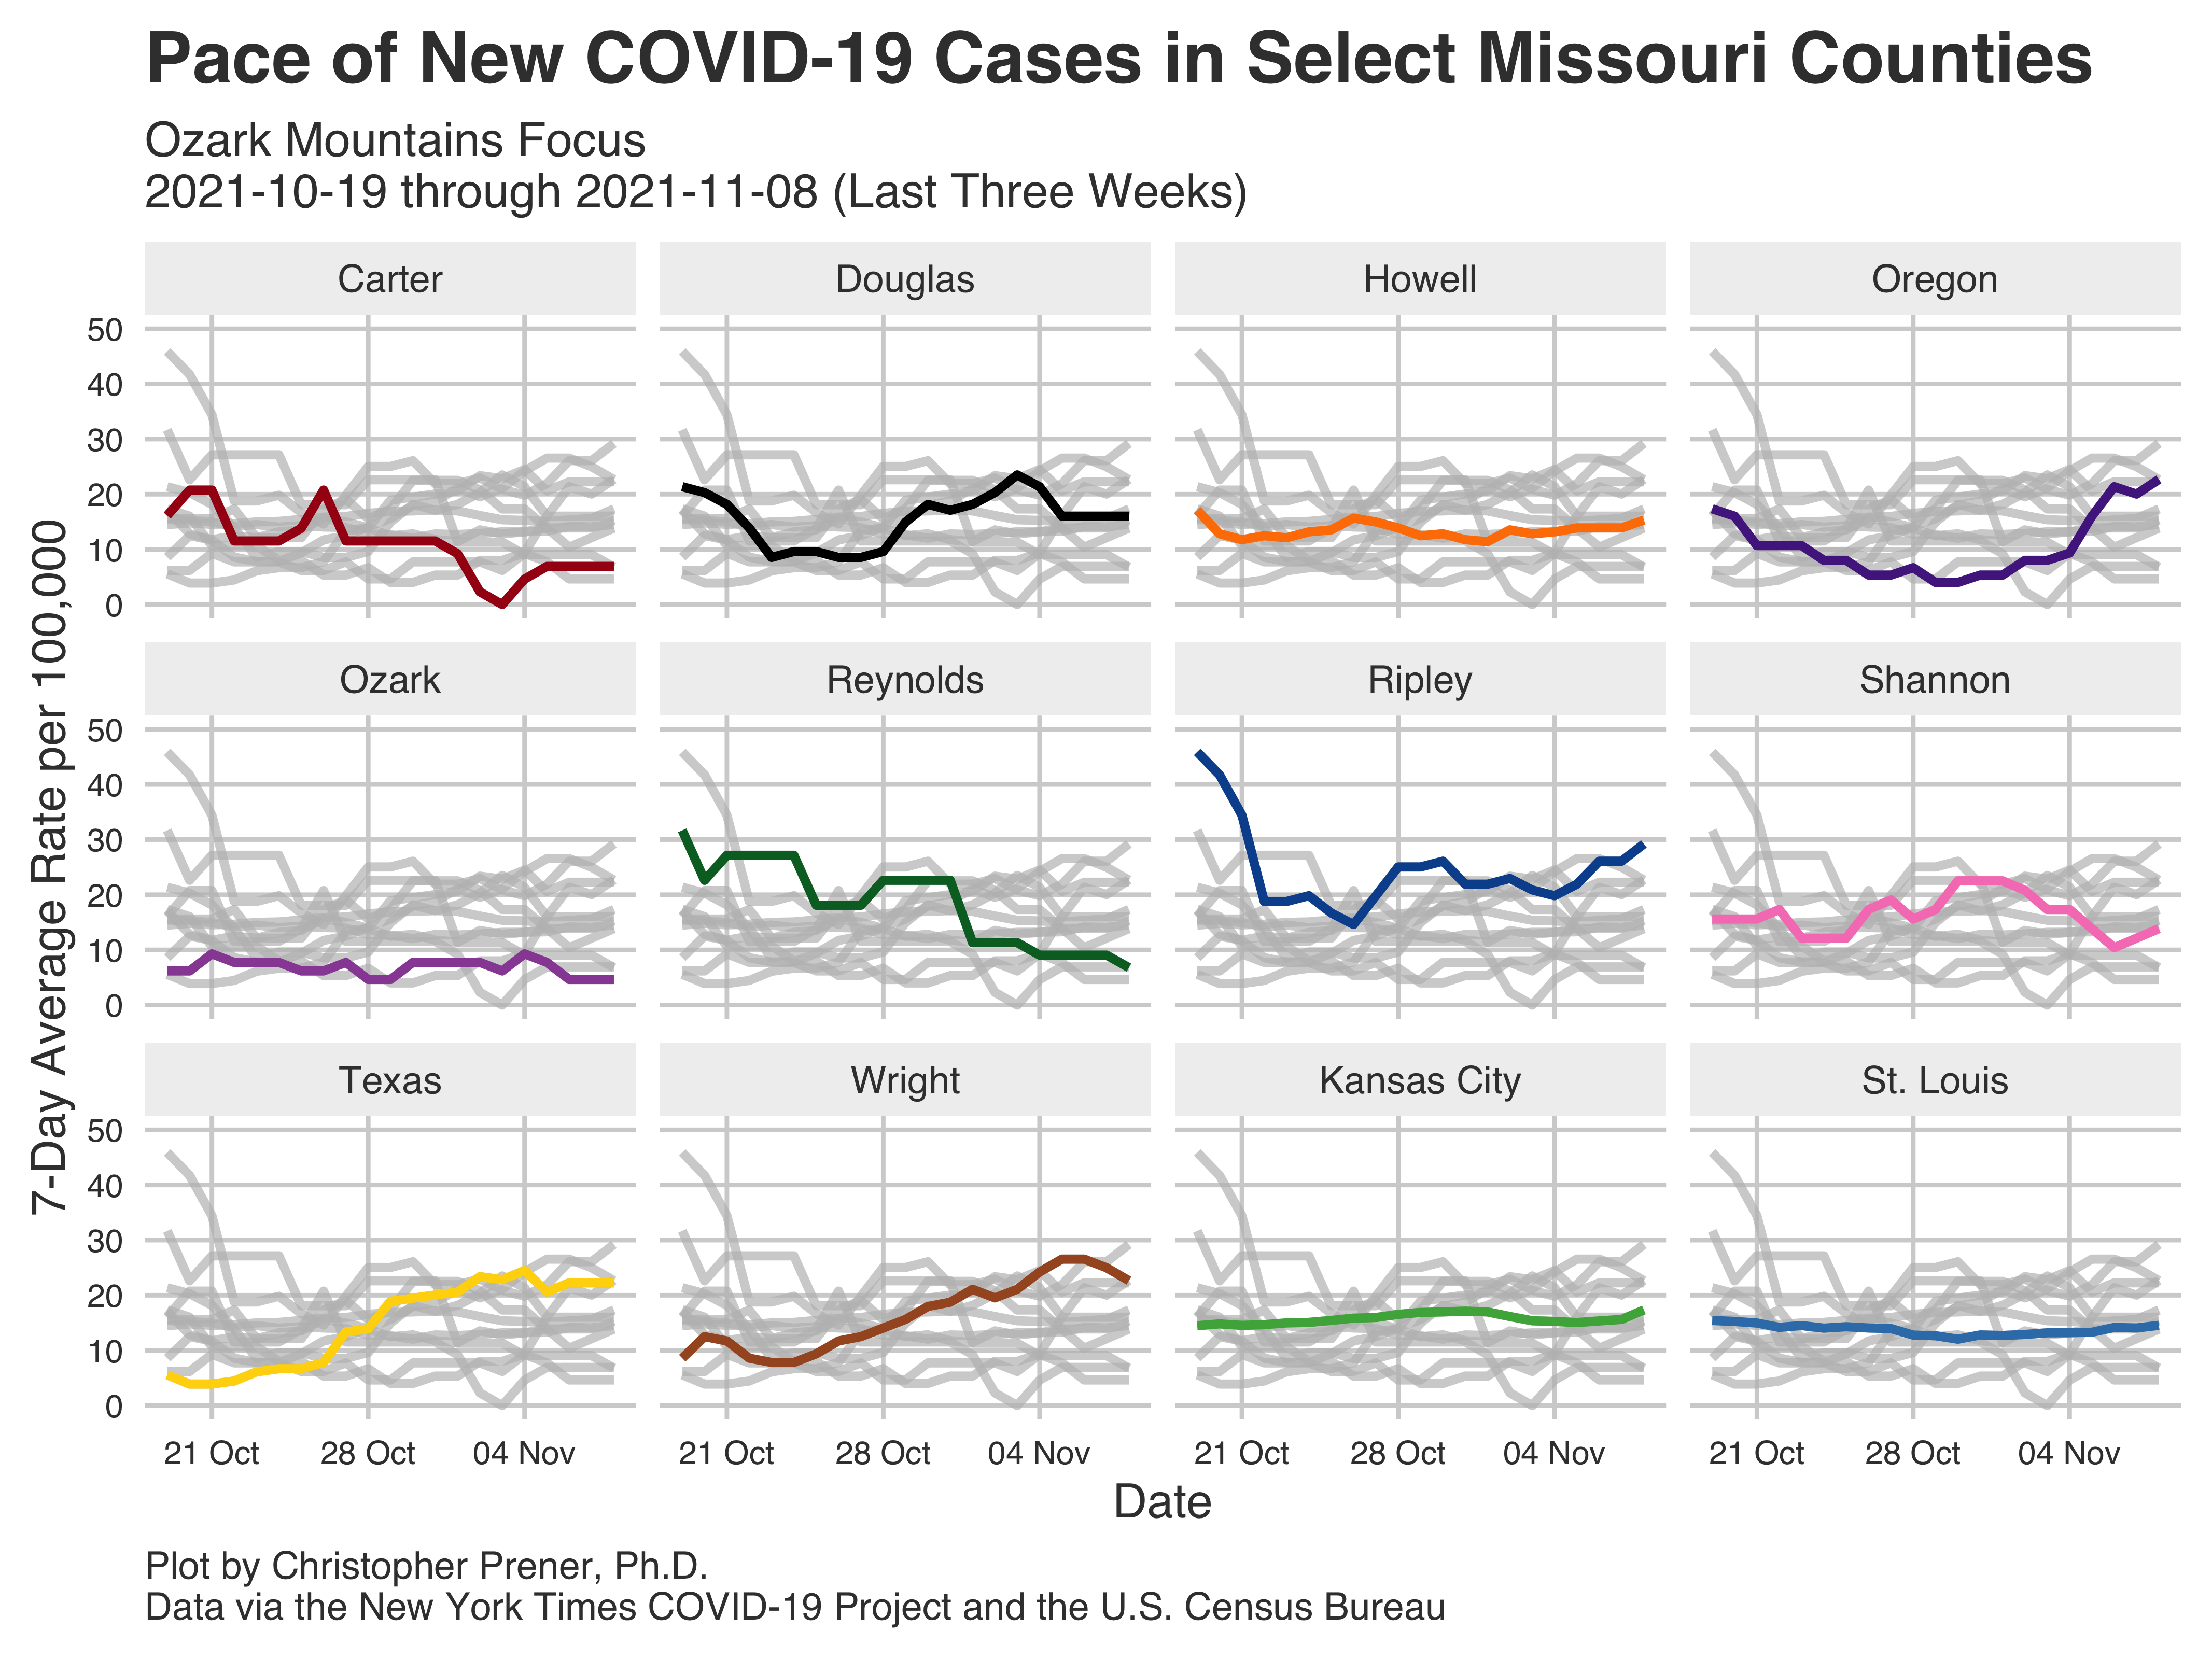 Pace of New COVID-19 Cases in Select Missouri Counties
Ozark Mountains Focus
2021-10-19 through 2021-11-08 (Last Three Weeks)
7-Day Average Rate per 100,000
Carter
Douglas
Howell
Oregon
50
40
30
20
10
0
Ozark
Reynolds
Ripley
Shannon
50
40
30
20
10
0
Texas
Wright
Kansas City
St. Louis
50
40
30
20
10
0
21 Oct 28 Oct 04 Nov
21 Oct 28 Oct 04 Nov
21 Oct 28 Oct 04 Nov
21 Oct 28 Oct 04 Nov
Date
Plot by Christopher Prener, Ph.D.
Data via the New York Times COVID-19 Project and the U.S. Census Bureau